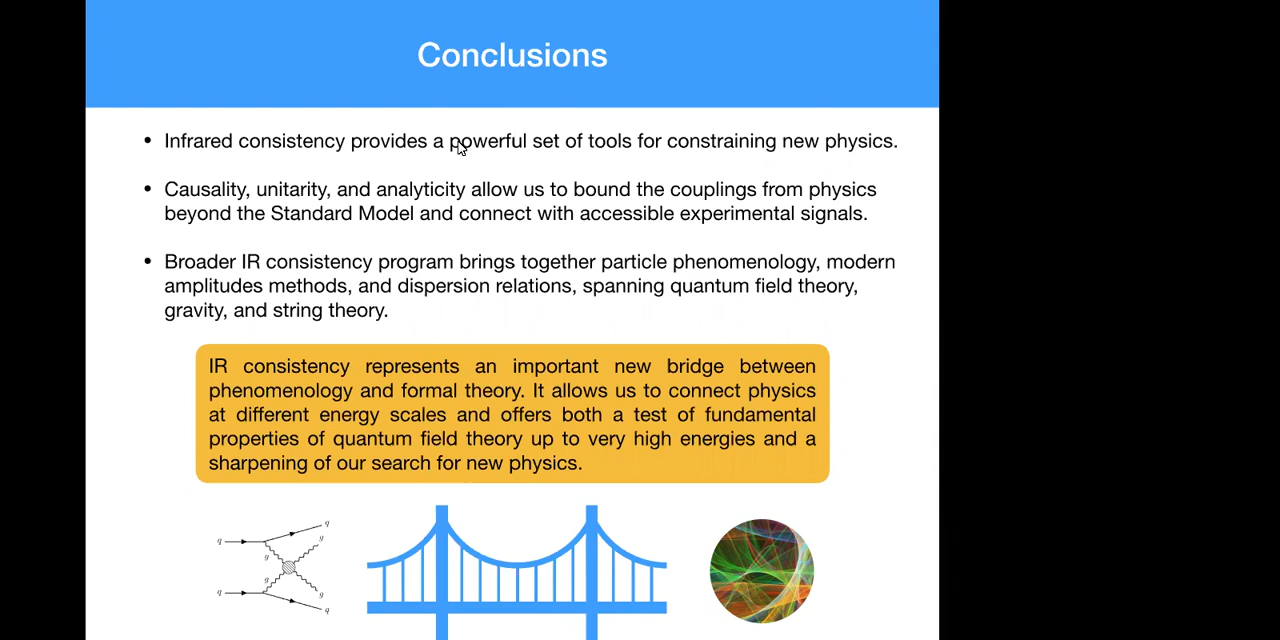 Conclusions
• Infrared consistency provides a powerful set of tools for constraining new physics.
• Causality, unitarity, and analyticity allow us to bound the couplings from physics
beyond the Standard Model and connect with accessible experimental signals.
• Broader IR consistency program brings together particle phenomenology, modern
amplitudes methods, and dispersion relations, spanning quantum field theory,
gravity, and string theory.
IR consistency represents an important new bridge between
phenomenology and formal theory. It allows us to connect physics
at different energy scales and offers both a test of fundamental
properties of quantum field theory up to very high energies and a
sharpening of our search for new physics.
q
q
g
g
g
q
g
q